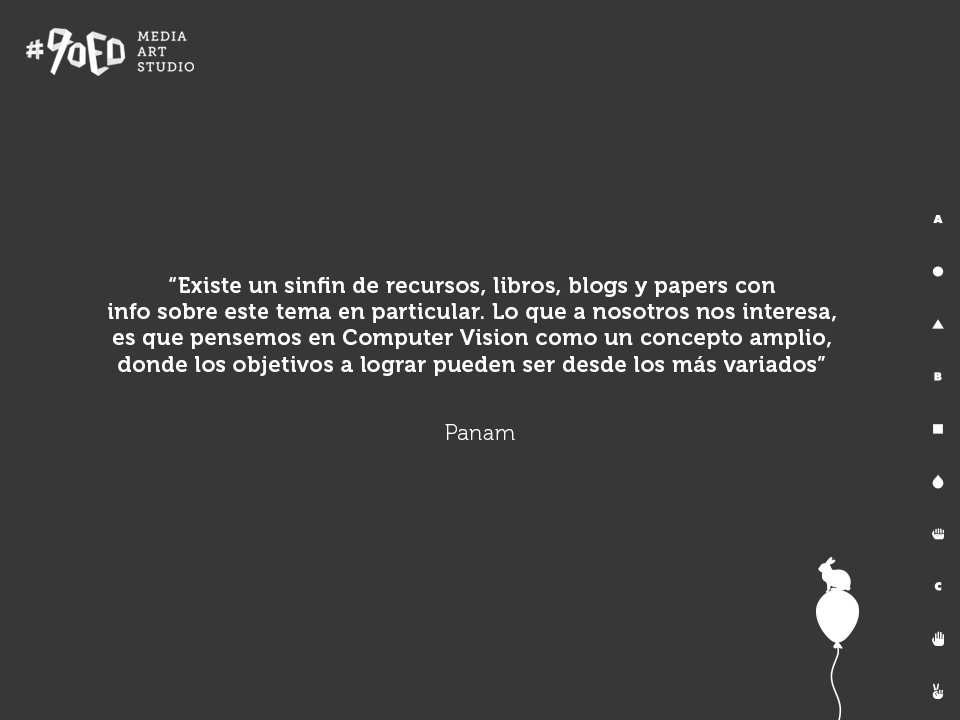 #GOED
MEDIA
ART
STUDIO
“Existe un sinfin de recursos, libros, blogs y papers con
info sobre este tema en particular. Lo que a nosotros nos interesa,
es que pensemos en Computer Vision como un concepto amplio,
donde los objetivos a lograr pueden ser desde los más variados”
Panam
A
B
C